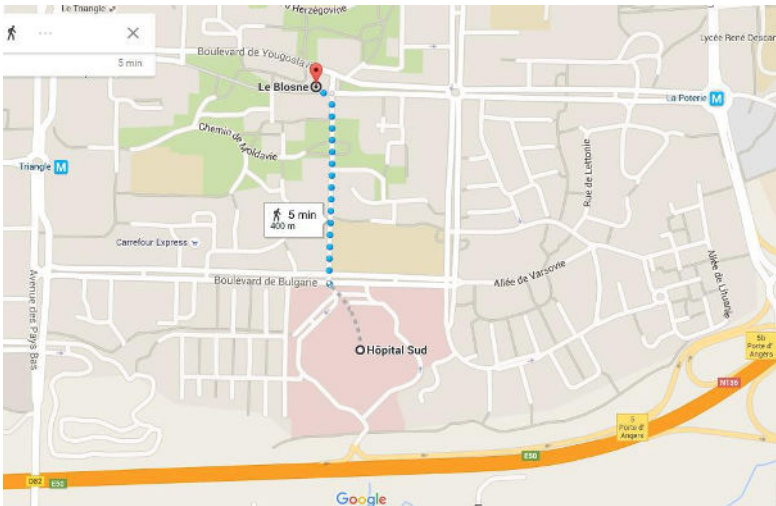 Le Triangle
Herzégovine
...
5 min
Boulevard de Yougoslavie
Lycée René Descar
Le Blosne
La Poterie M
Chemin de Moldavie
Rue de Lettonie
Triangle M
5 min
400 m
Carrefour Express
Allée de Varsovie
Allée de Lituanie
Boulevard de Bulgarie
Avenue des Pays Bas
Hôpital Sud
5b
Porte d'
Angers
N136
5
Porte d'
Angers
E50
D82
E50
Google